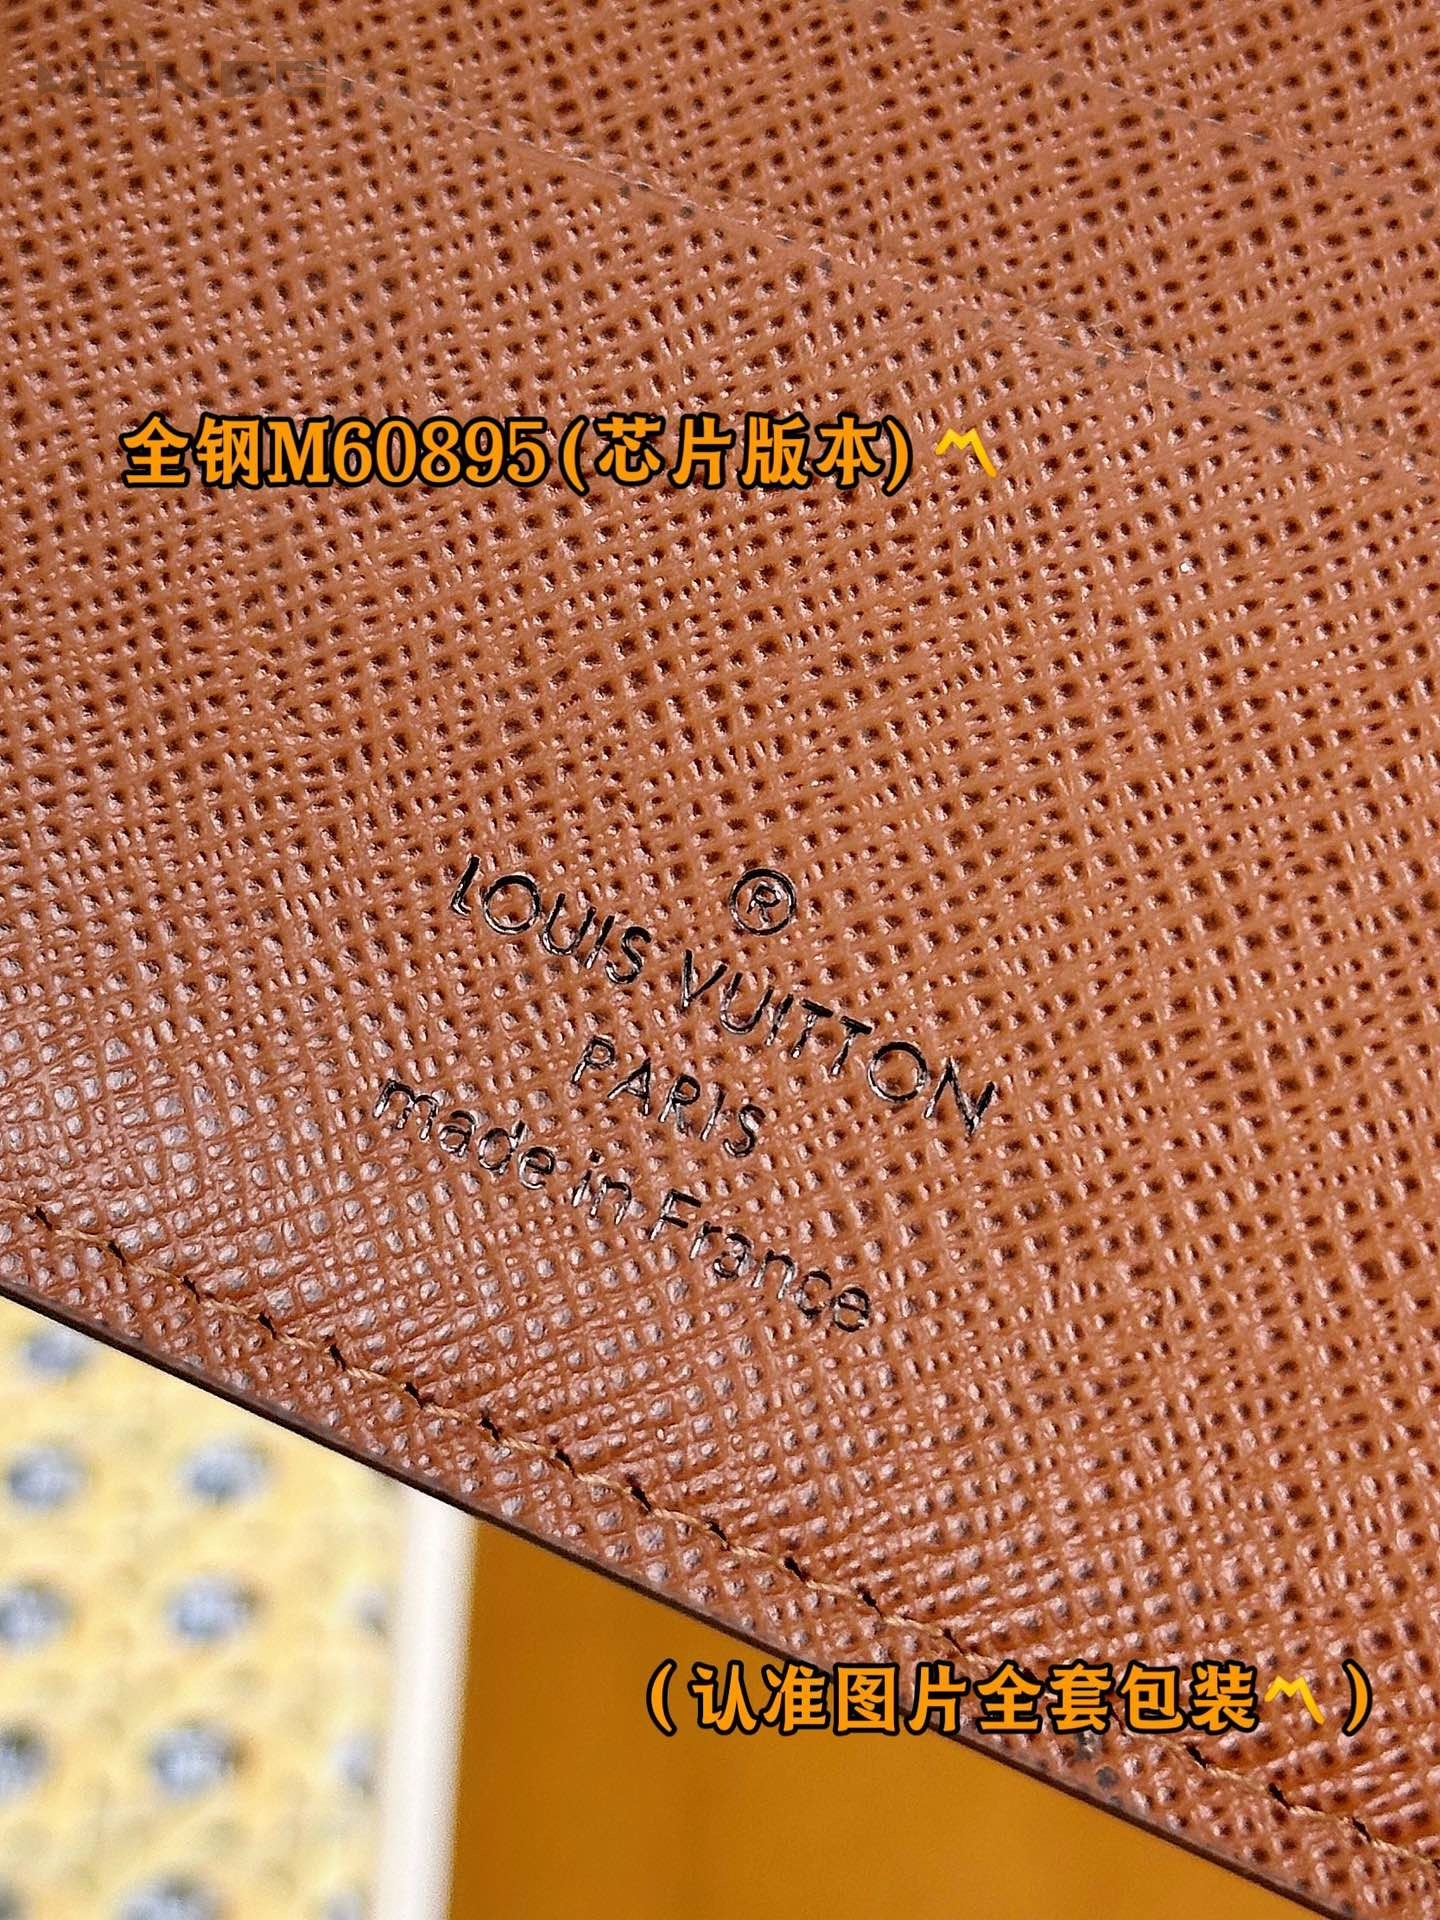 全钢M60895(芯片版本)〽️
®
LOUIS VUITTON
PARIS
made in France
（认准图片全套包装〽️）